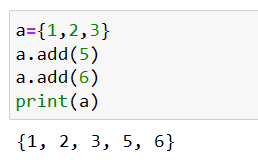 a={1,2,3}
a.add(5)
a.add(6)
print(a)
{1, 2, 3, 5, 6}